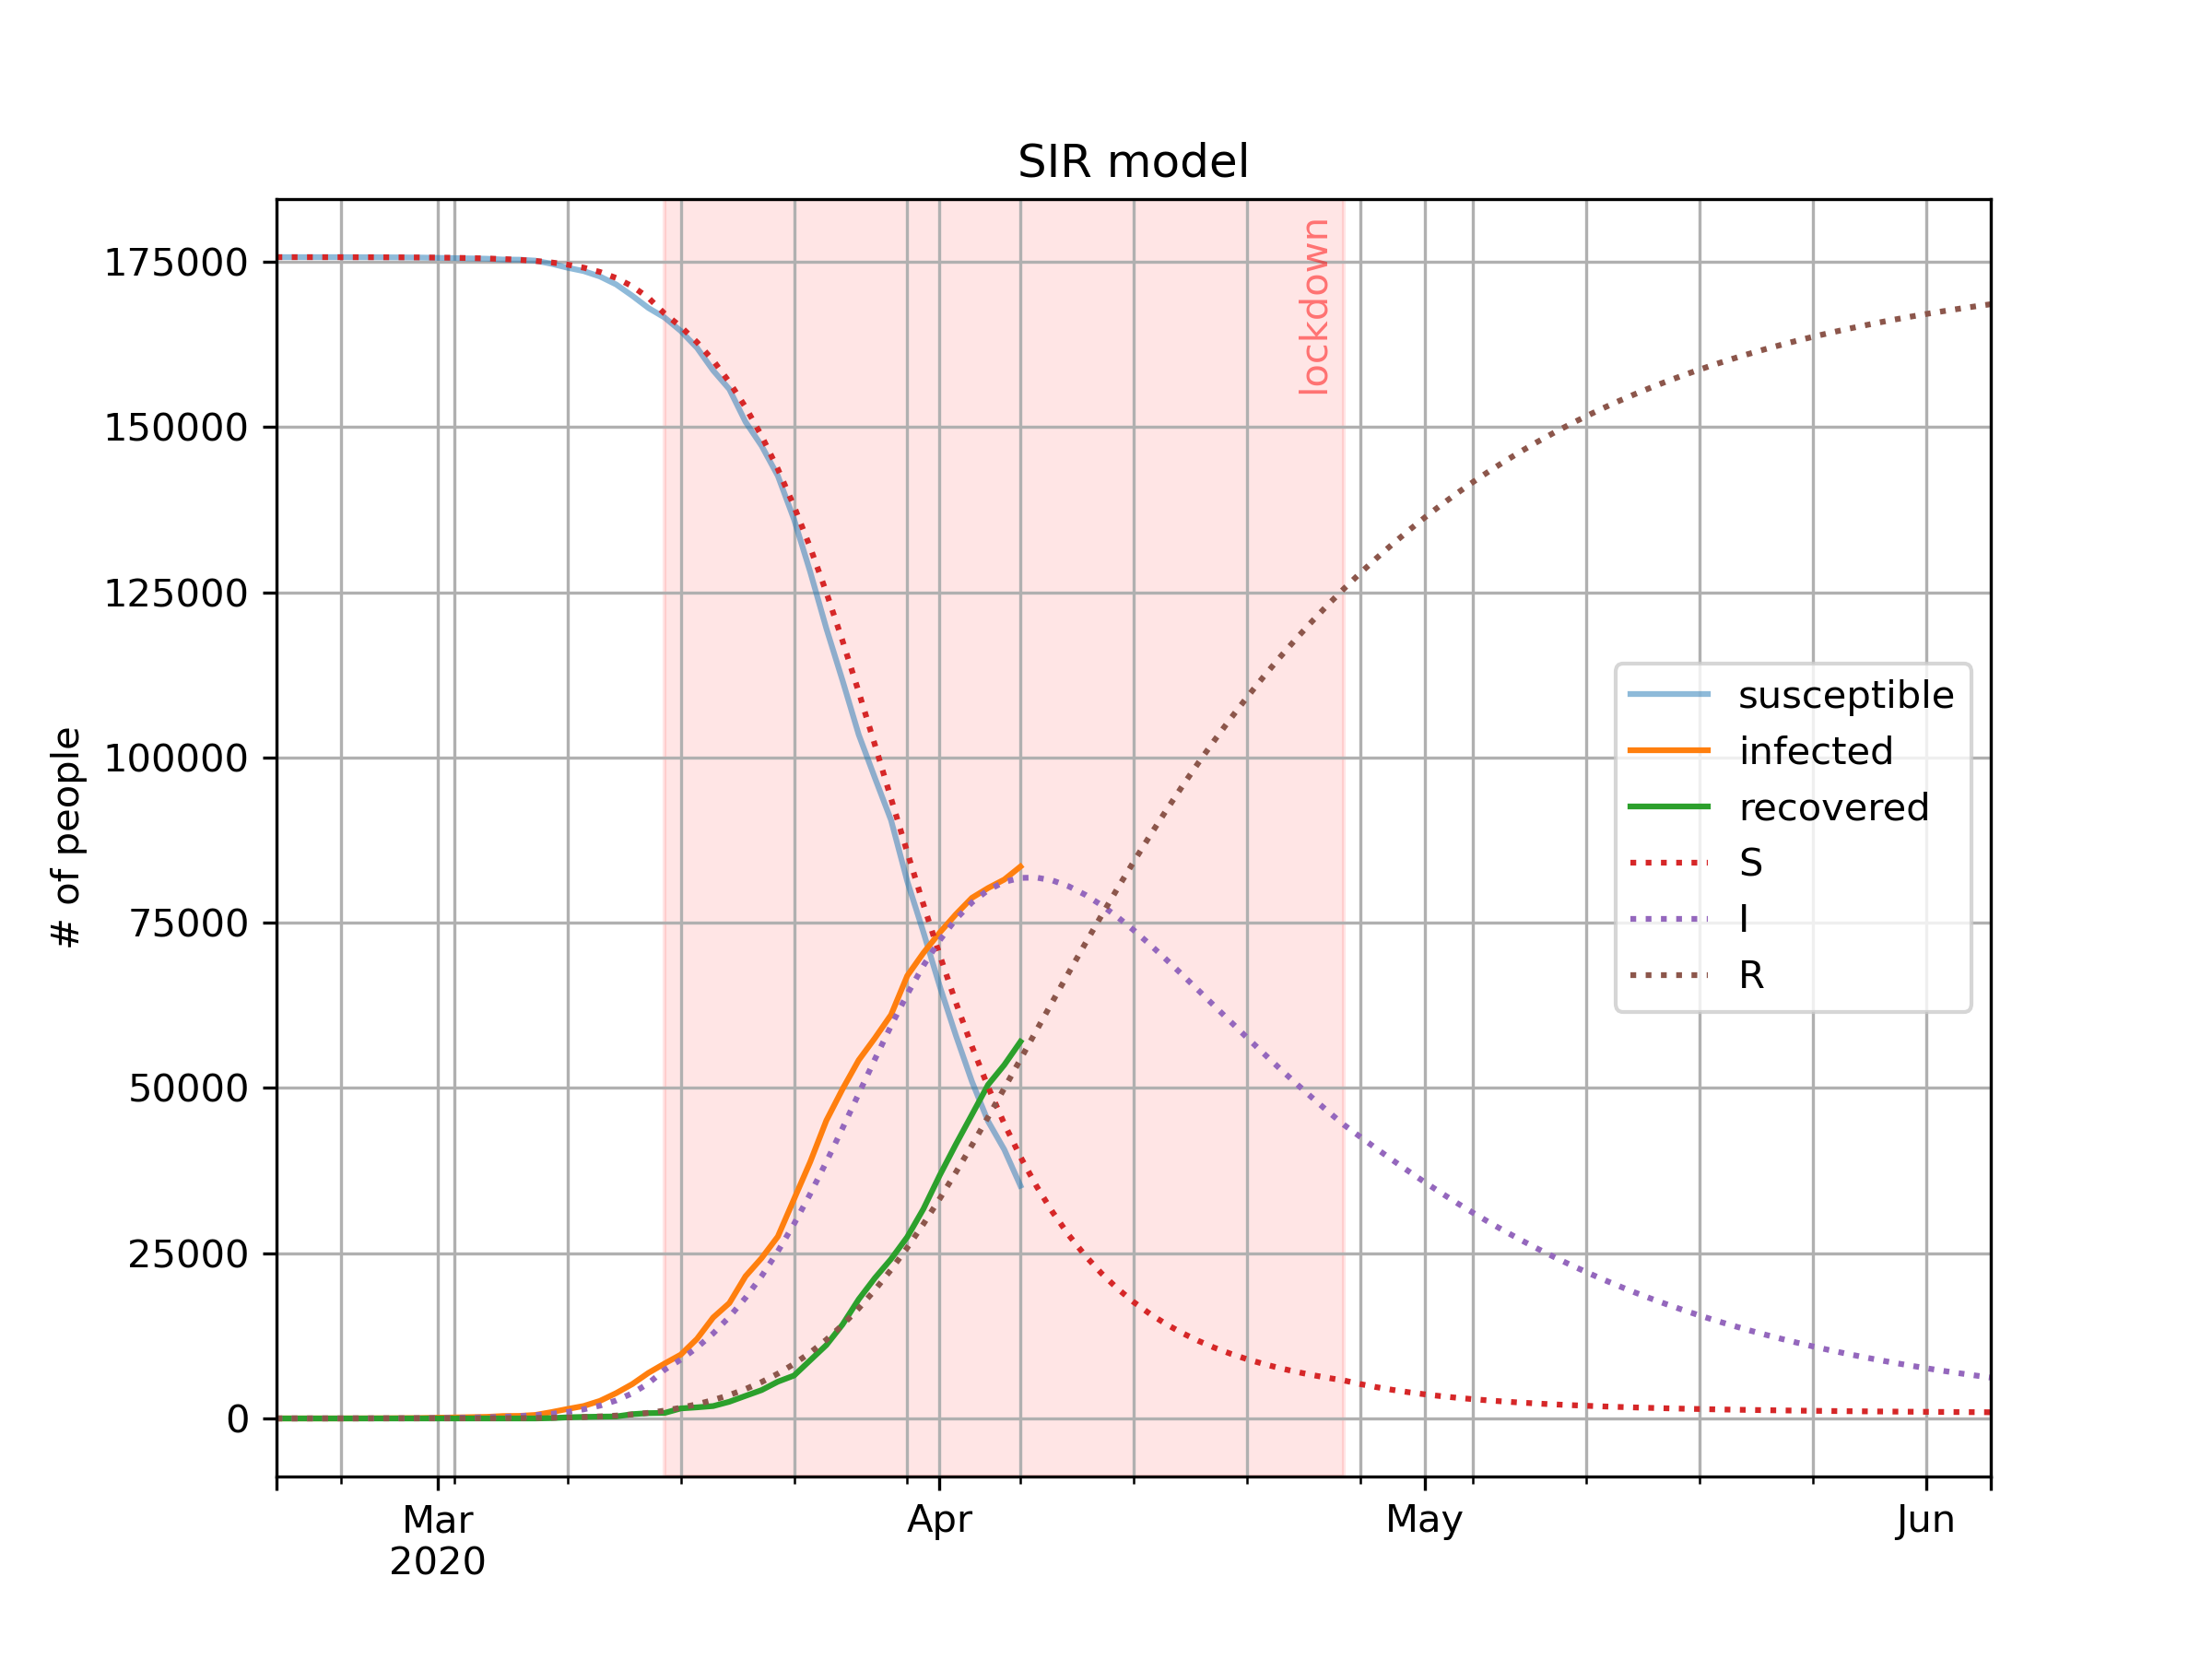 SIR model
lockdown
# of people
175000
150000
125000
100000
75000
50000
25000
0
susceptible
infected
recovered
S
I
R
Mar
2020
Apr
May
Jun